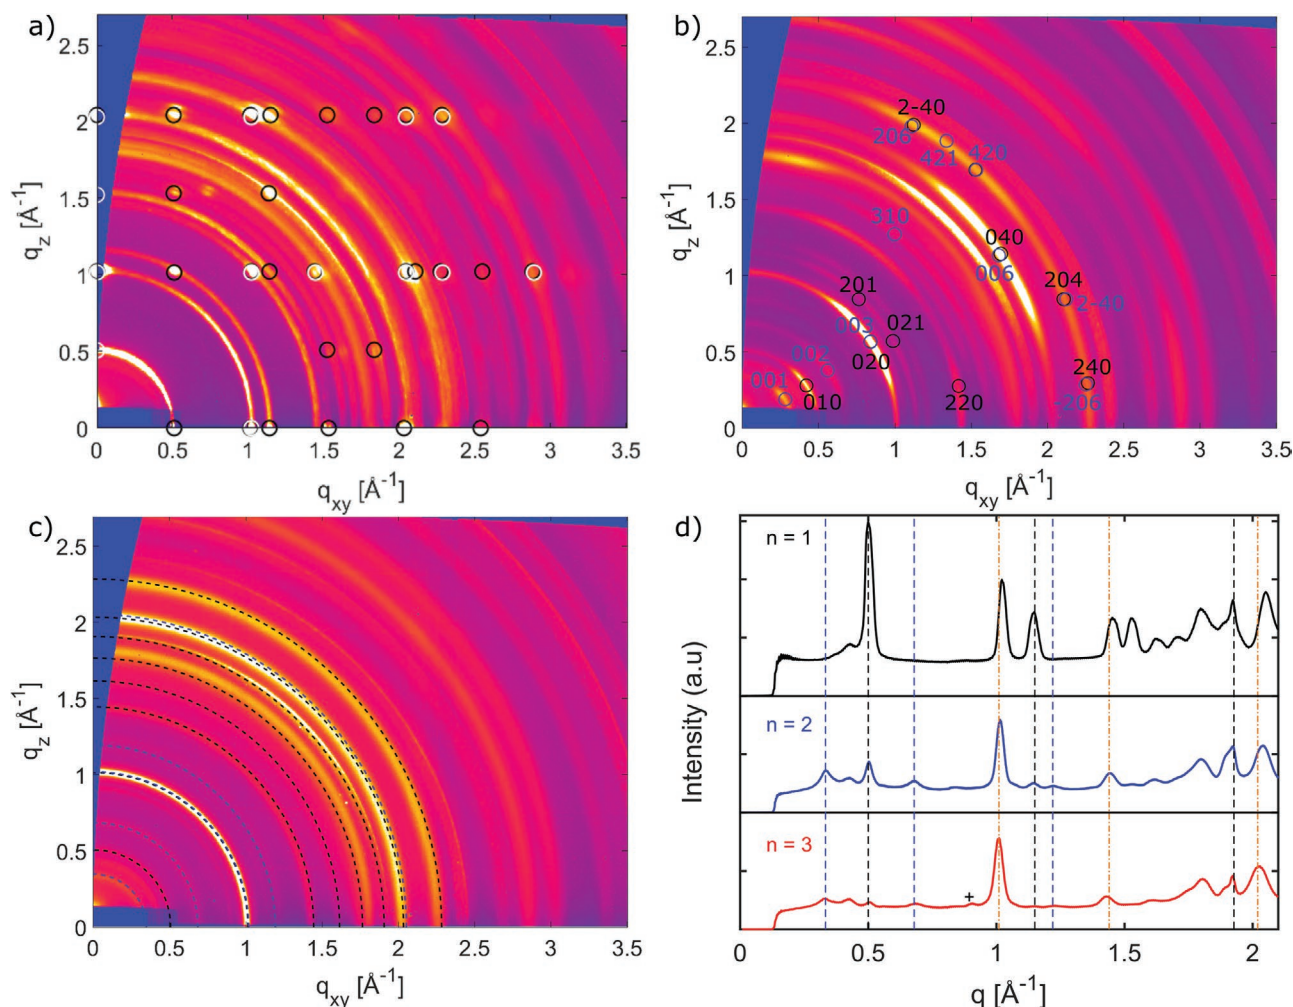 a)
2.5
2
1.5
1
0.5
0
q_z [Å⁻¹]
0 0.5 1 1.5 2 2.5 3 3.5
q_xy [Å⁻¹]
b)
2.5
2
1.5
1
0.5
0
q_z [Å⁻¹]
2-40
206
421 420
310
040
006
201
204
2-40
003 021
020
002
001
010
220
240
-206
0 0.5 1 1.5 2 2.5 3 3.5
q_xy [Å⁻¹]
c)
2.5
2
1.5
1
0.5
0
q_z [Å⁻¹]
0 0.5 1 1.5 2 2.5 3 3.5
q_xy [Å⁻¹]
d)
n = 1
n = 2
n = 3
+
Intensity (a.u)
0 0.5 1 1.5 2
q [Å⁻¹]